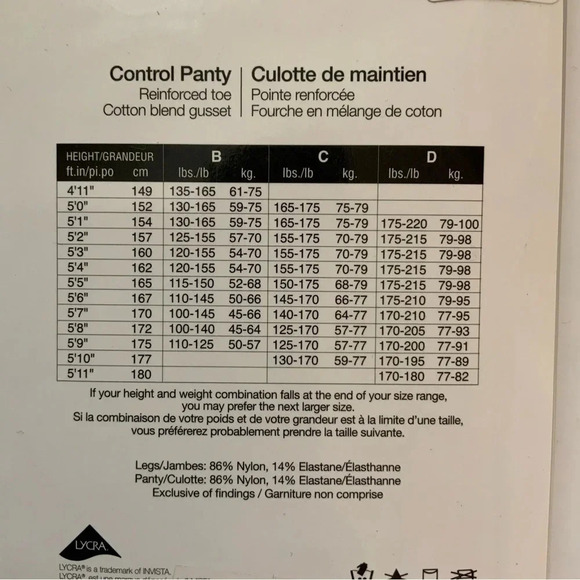 Control Panty | Culotte de maintien
Reinforced toe | Pointe renforcée
Cotton blend gusset | Fourche en mélange de coton
HEIGHT/GRANDEUR B C D
ft.in/pi.po cm lbs./lb kg. lbs./lb kg. lbs./lb kg.
4'11" 149 135-165 61-75
5'0" 152 130-165 59-75 165-175 75-79
5'1" 154 130-165 59-75 165-175 75-79 175-220 79-100
5'2" 157 125-155 57-70 155-175 70-79 175-215 79-98
5'3" 160 120-155 54-70 155-175 70-79 175-215 79-98
5'4" 162 120-155 54-70 155-175 70-79 175-215 79-98
5'5" 165 115-150 52-68 150-175 68-79 175-215 79-98
5'6" 167 110-145 50-66 145-170 66-77 175-210 79-95
5'7" 170 100-145 45-66 140-170 64-77 170-210 77-95
5'8" 172 100-140 45-64 125-170 57-77 170-205 77-93
5'9" 175 110-125 50-57 125-170 57-77 170-200 77-91
5'10" 177 130-170 59-77 170-195 77-89
5'11" 180 170-180 77-82
If your height and weight combination falls at the end of your size range,
you may prefer the next larger size.
Si la combinaison de votre poids et de votre grandeur est à la limite d'une taille,
vous préférerez probablement prendre la taille suivante.
Legs/Jambes: 86% Nylon, 14% Elastane/Élasthanne
Panty/Culotte: 86% Nylon, 14% Elastane/Élasthanne
Exclusive of findings / Garniture non comprise
LYCRA
LYCRA® is a trademark of INVISTA.
LYCRA® est une marque